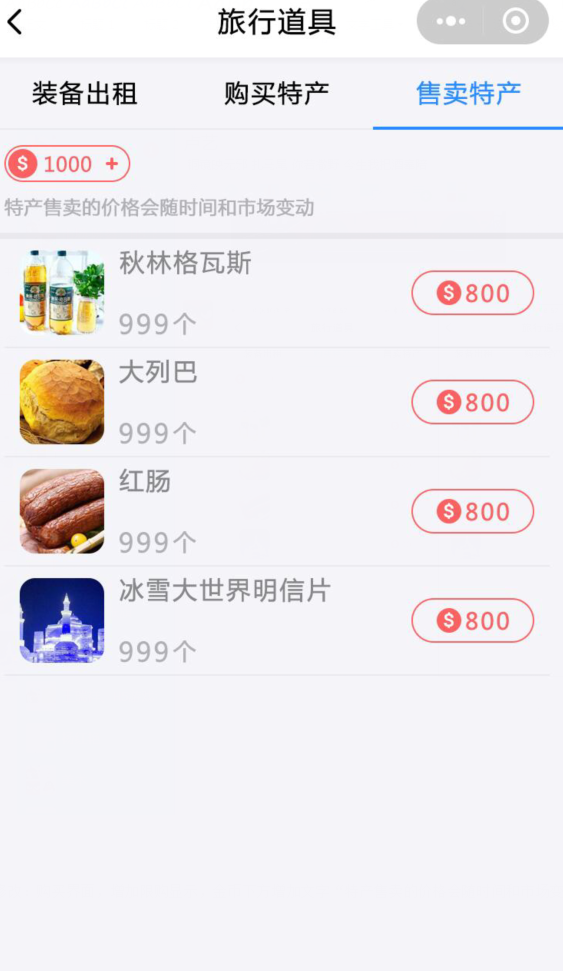 旅行道具
装备出租 购买特产 售卖特产
$ 1000 +
特产售卖的价格会随时间和市场变动
秋林格瓦斯
$800
999个
大列巴
$800
999个
红肠
$800
999个
冰雪大世界明信片
$800
999个